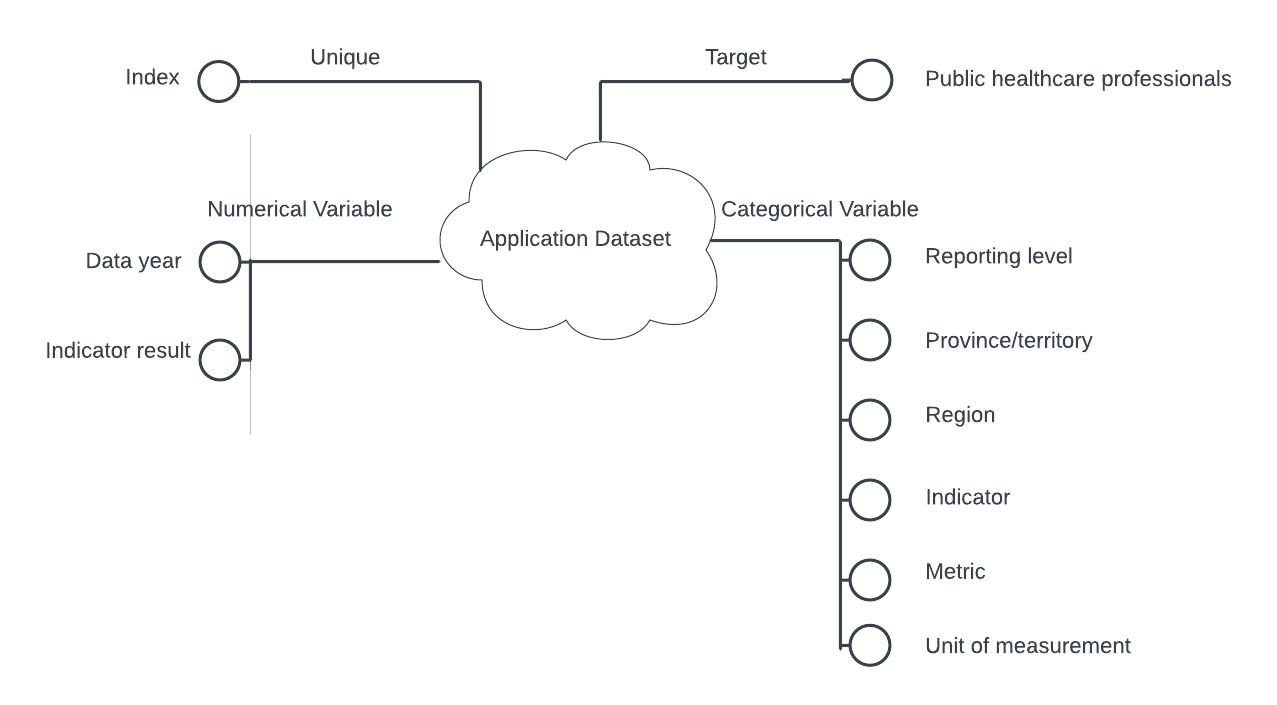 Unique
Target
Index
Public healthcare professionals
Numerical Variable
Categorical Variable
Application Dataset
Data year
Reporting level
Indicator result
Province/territory
Region
Indicator
Metric
Unit of measurement